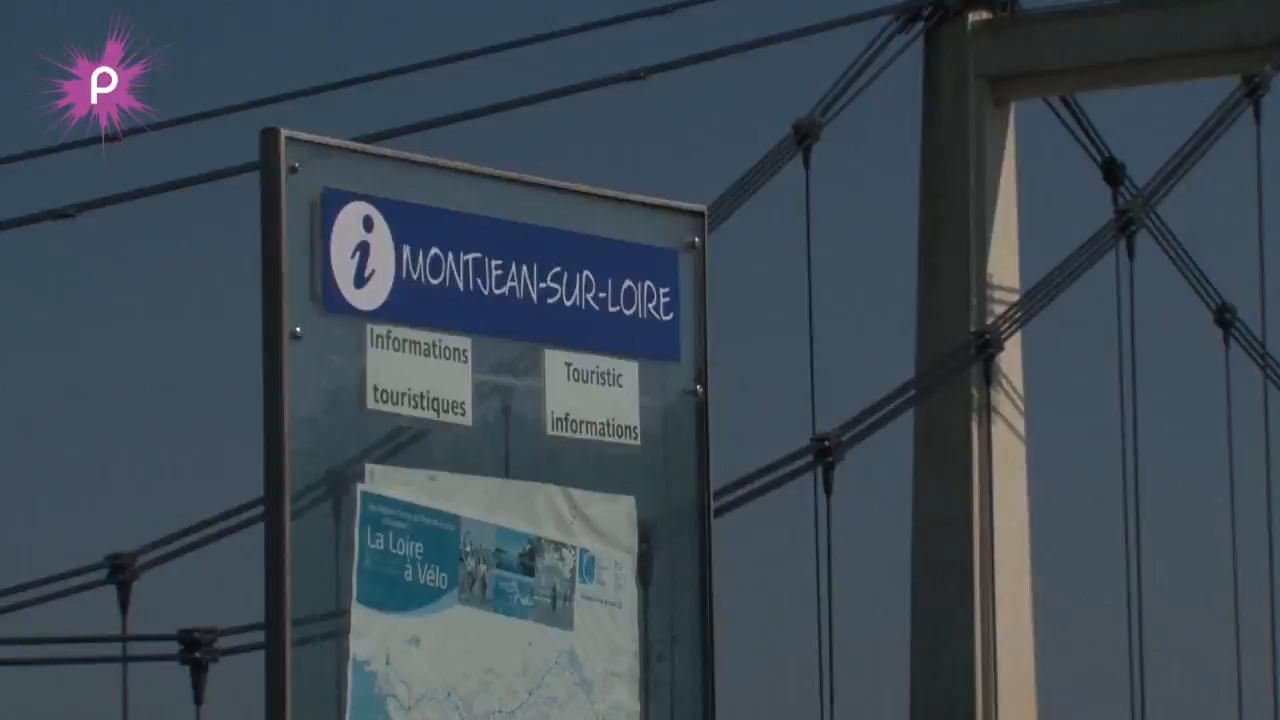 P
i MONTJEAN-SUR-LOIRE
Informations
touristiques
Touristic
informations
La Loire
à Vélo